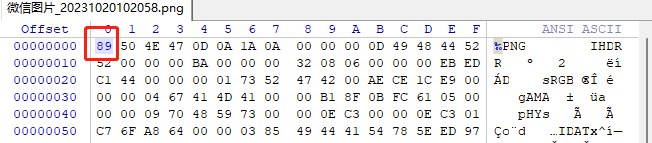 微信图片_20231020102058.png
Offset 0 1 2 3 4 5 6 7 8 9 A B C D E F ANSI ASCII
00000000 89 50 4E 47 0D 0A 1A 0A 00 00 00 0D 49 48 44 52 ‰PNG IHDR
00000010 52 00 00 00 BA 00 00 00 32 08 06 00 00 00 EB ED R º 2 ëí
00000020 C1 44 00 00 00 01 73 52 47 42 00 AE CE 1C E9 00 ÁD sRGB ®Î é
00000030 00 00 04 67 41 4D 41 00 00 B1 8F 0B FC 61 05 00 gAMA ± üa
00000040 00 00 09 70 48 59 73 00 00 0E C3 00 00 0E C3 01 pHYs Ã Ã
00000050 C7 6F A8 64 00 00 03 85 49 44 41 54 78 5E ED 97 Ço¨d …IDATx^í—